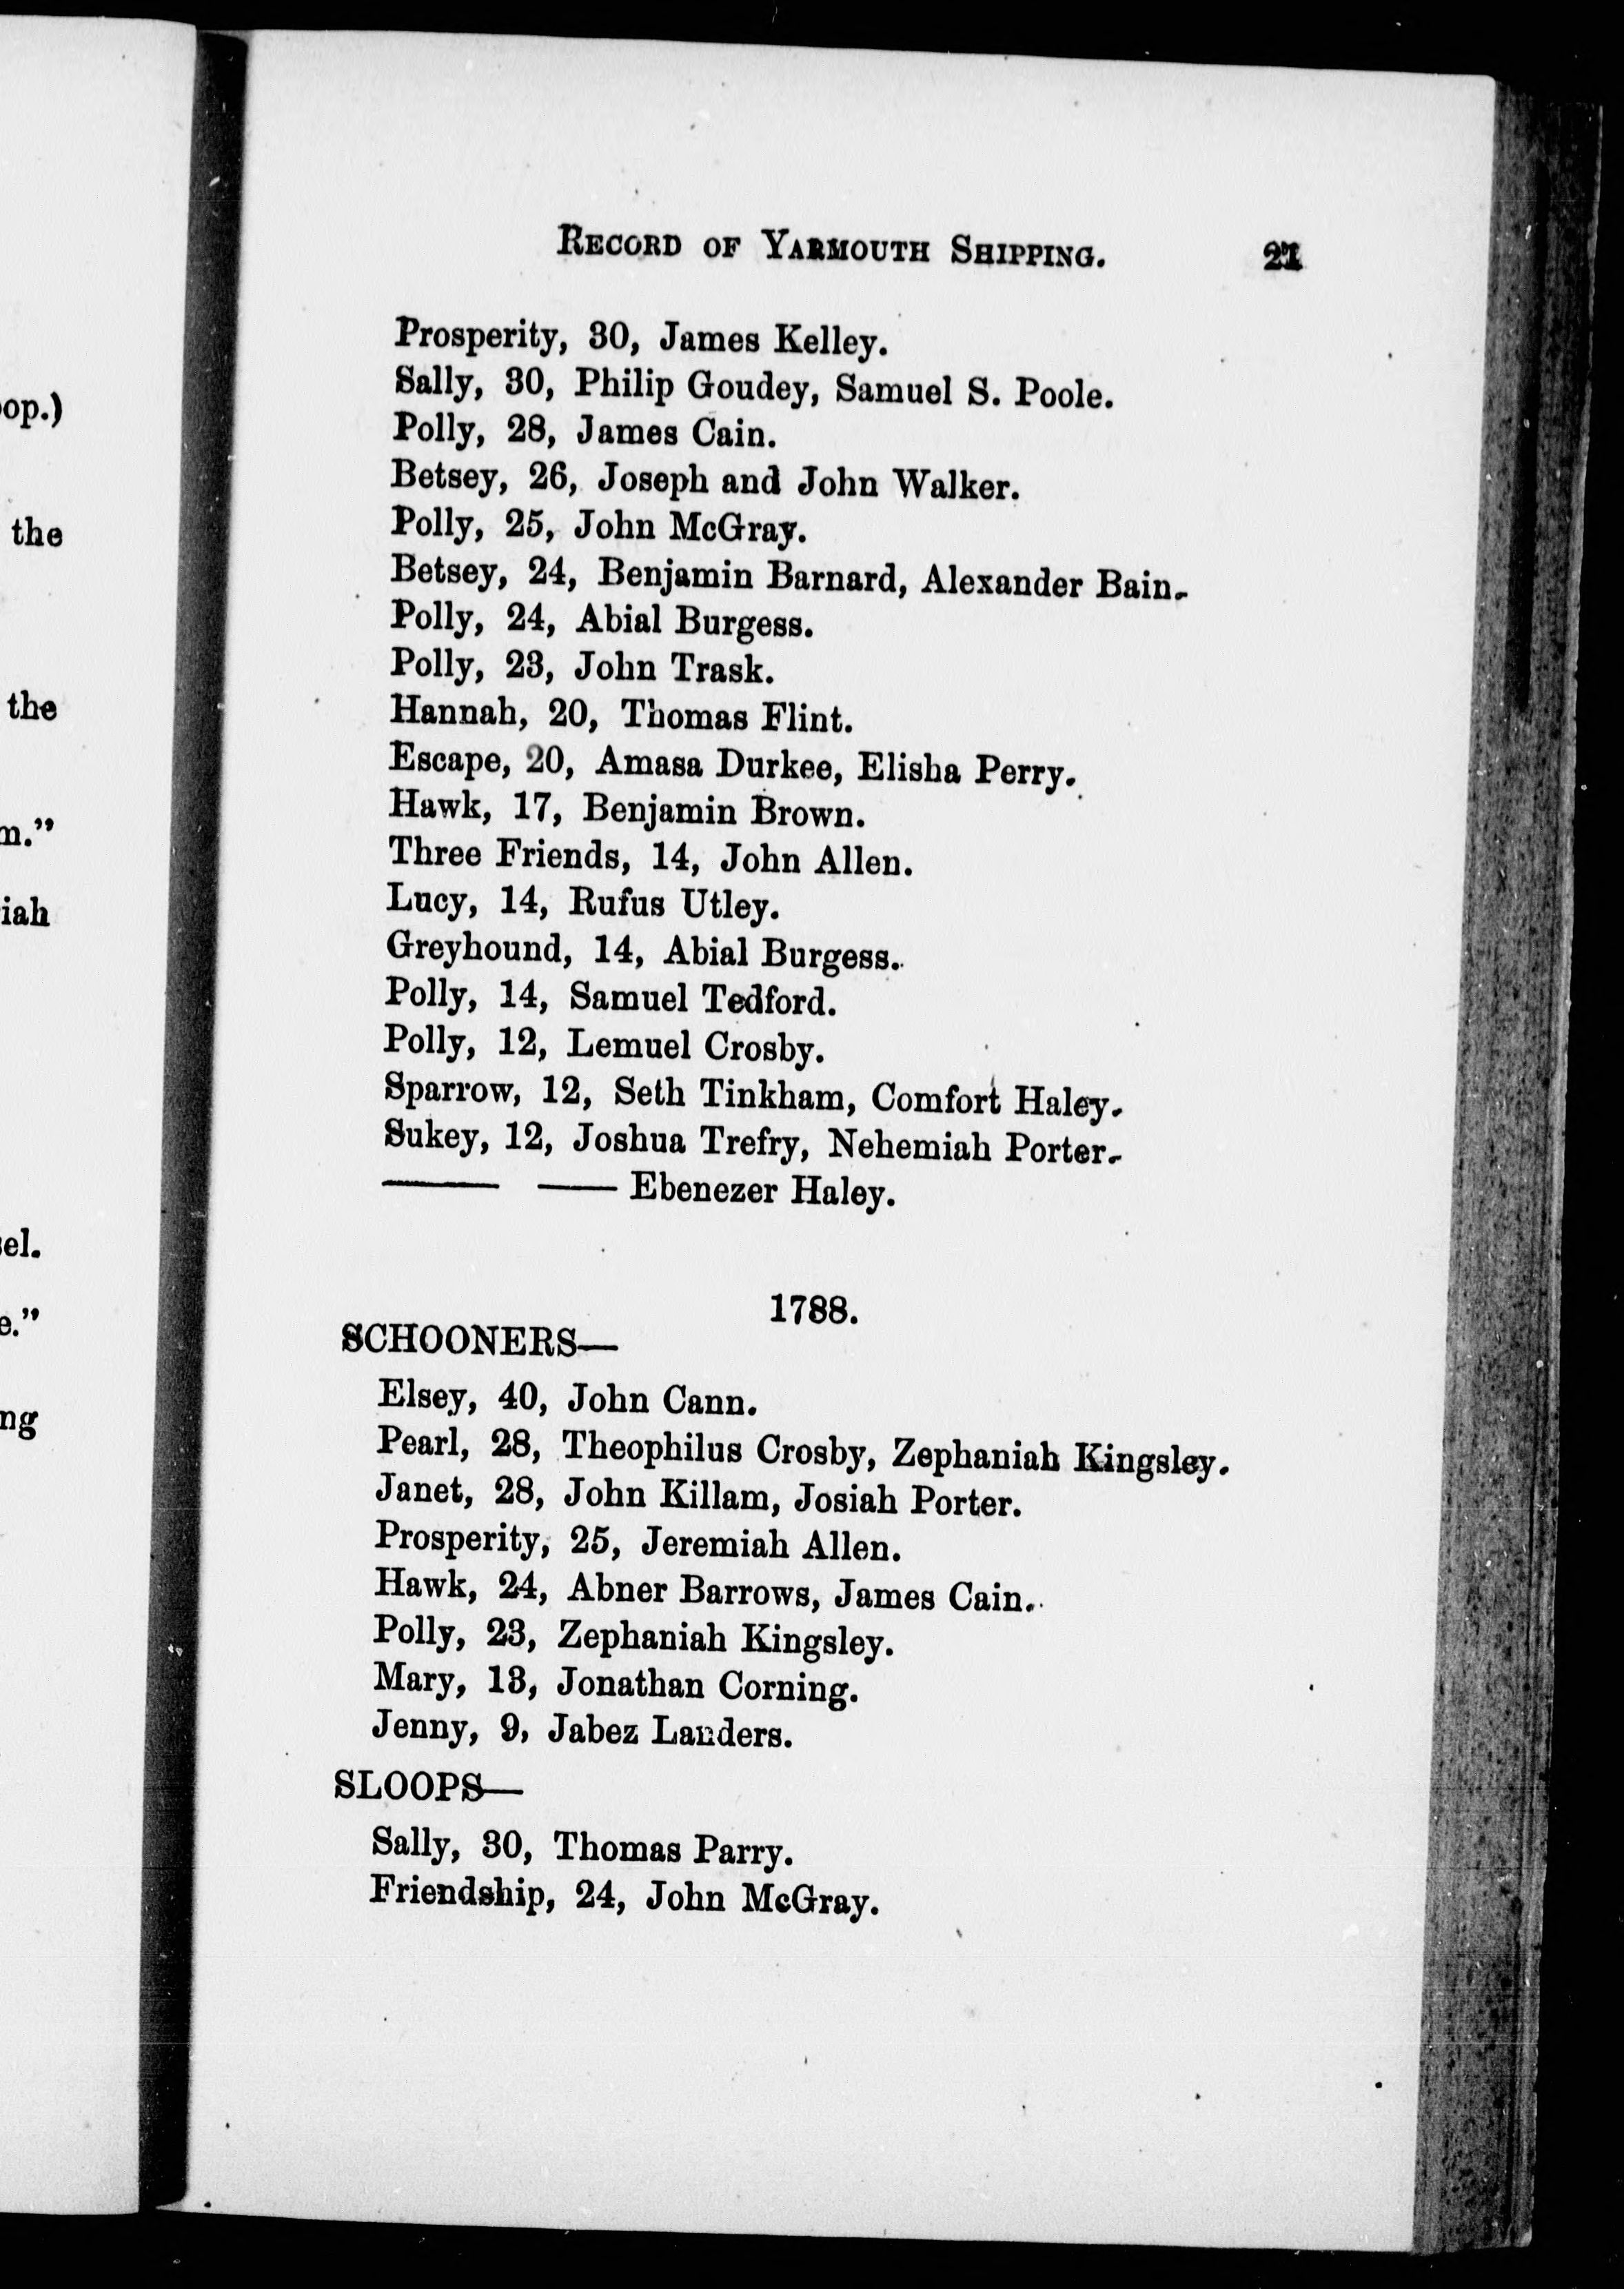 op.)
the
the
m."
iah
sel.
e."
ng
RECORD OF YARMOUTH SHIPPING. 21
Prosperity, 30, James Kelley.
Sally, 30, Philip Goudey, Samuel S. Poole.
Polly, 28, James Cain.
Betsey, 26, Joseph and John Walker.
Polly, 25, John McGray.
Betsey, 24, Benjamin Barnard, Alexander Bain.
Polly, 24, Abial Burgess.
Polly, 23, John Trask.
Hannah, 20, Thomas Flint.
Escape, 20, Amasa Durkee, Elisha Perry.
Hawk, 17, Benjamin Brown.
Three Friends, 14, John Allen.
Lucy, 14, Rufus Utley.
Greyhound, 14, Abial Burgess.
Polly, 14, Samuel Tedford.
Polly, 12, Lemuel Crosby.
Sparrow, 12, Seth Tinkham, Comfort Haley.
Sukey, 12, Joshua Trefry, Nehemiah Porter.
——— —— Ebenezer Haley.
1788.
SCHOONERS—
Elsey, 40, John Cann.
Pearl, 28, Theophilus Crosby, Zephaniah Kingsley.
Janet, 28, John Killam, Josiah Porter.
Prosperity, 25, Jeremiah Allen.
Hawk, 24, Abner Barrows, James Cain.
Polly, 23, Zephaniah Kingsley.
Mary, 13, Jonathan Corning.
Jenny, 9, Jabez Landers.
SLOOPS—
Sally, 30, Thomas Parry.
Friendship, 24, John McGray.